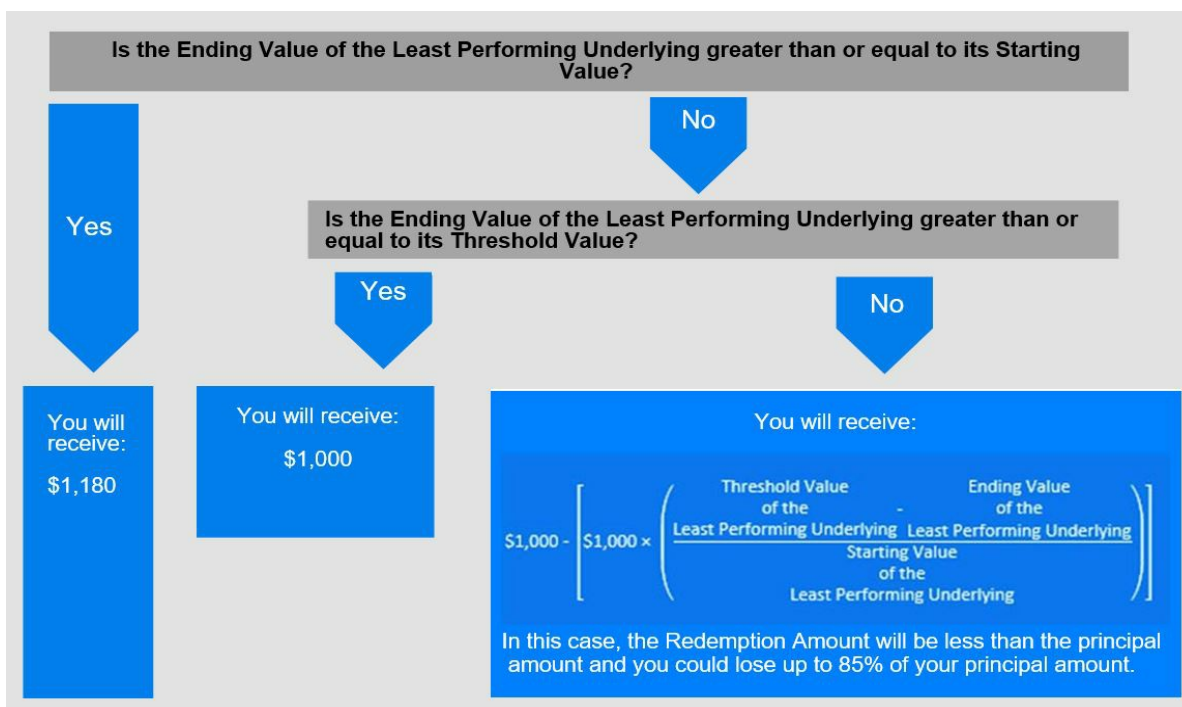 Is the Ending Value of the Least Performing Underlying greater than or equal to its Starting
Value?
No
Yes
Is the Ending Value of the Least Performing Underlying greater than or
equal to its Threshold Value?
Yes
No
You will
receive:
$1,180
You will receive:
$1,000
You will receive:
Threshold Value
of the
Least Performing Underlying
-
Ending Value
of the
Least Performing Underlying
$1,000 - [$1,000 × (
Starting Value
of the
Least Performing Underlying
)]
In this case, the Redemption Amount will be less than the principal
amount and you could lose up to 85% of your principal amount.